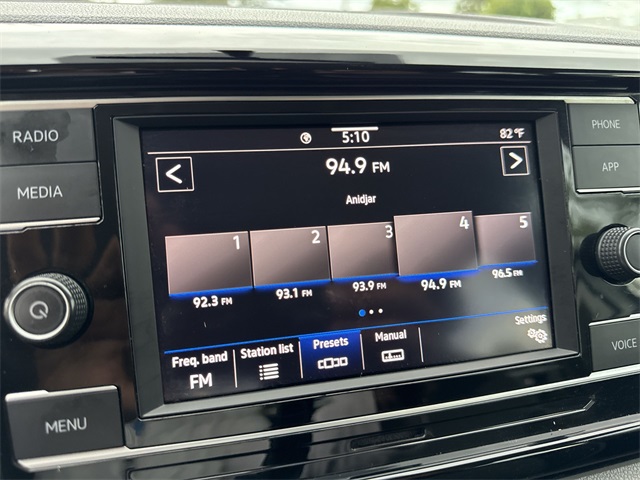 RADIO
MEDIA
MENU
5:10
82 °F
94.9 FM
Anidjar
1 2 3 4 5
92.3 FM 93.1 FM 93.9 FM 94.9 FM 96.5 FM
Freq. band Station list Presets Manual Settings
FM
PHONE
APP
VOICE